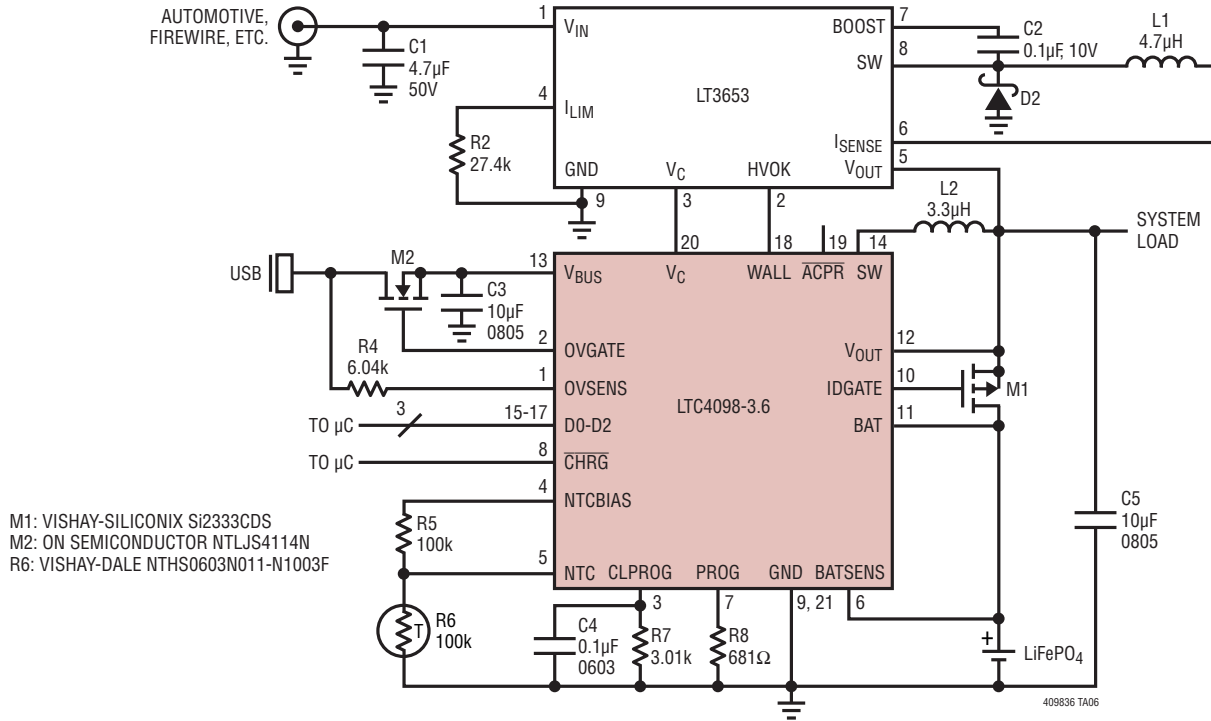 AUTOMOTIVE,
FIREWIRE, ETC.
1
VIN
C1
4.7µF
50V
4
ILIM
R2
27.4k
LT3653
GND
9
VC
3
HVOK
2
BOOST
7
C2
0.1µF, 10V
SW
8
L1
4.7µH
D2
ISENSE
6
VOUT
5
L2
3.3µH
SYSTEM
LOAD
USB
M2
13
VBUS
C3
10µF
0805
20
VC
18
WALL
19
ACPR
14
SW
2
OVGATE
R4
6.04k
1
OVSENS
3
TO µC
15-17
D0-D2
TO µC
8
CHRG
4
NTCBIAS
R5
100k
5
NTC
T
R6
100k
LTC4098-3.6
VOUT
12
IDGATE
10
M1
BAT
11
C5
10µF
0805
CLPROG
3
PROG
7
GND
9, 21
BATSENS
6
C4
0.1µF
0603
R7
3.01k
R8
681Ω
+
LiFePO4
M1: VISHAY-SILICONIX Si2333CDS
M2: ON SEMICONDUCTOR NTLJS4114N
R6: VISHAY-DALE NTHS0603N011-N1003F
409836 TA06